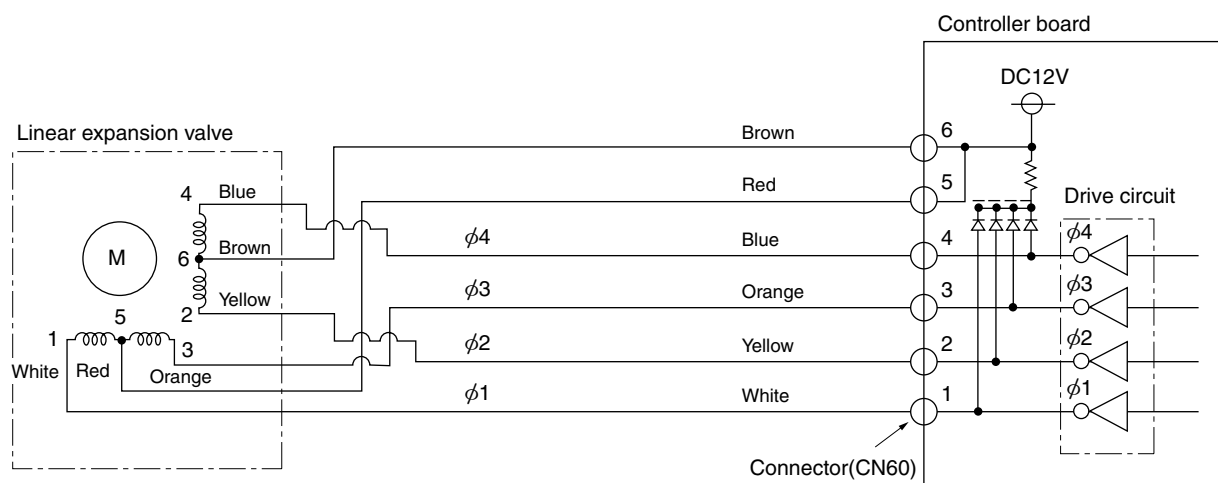 Controller board
DC12V
Linear expansion valve
Brown 6
4 Blue
Red 5
Drive circuit
ϕ4 Blue 4 ϕ4
M 6 Brown
ϕ3 Orange 3 ϕ3
2 Yellow
1 5 3
ϕ2 Yellow 2 ϕ2
White Red Orange
ϕ1 White 1 ϕ1
Connector(CN60)